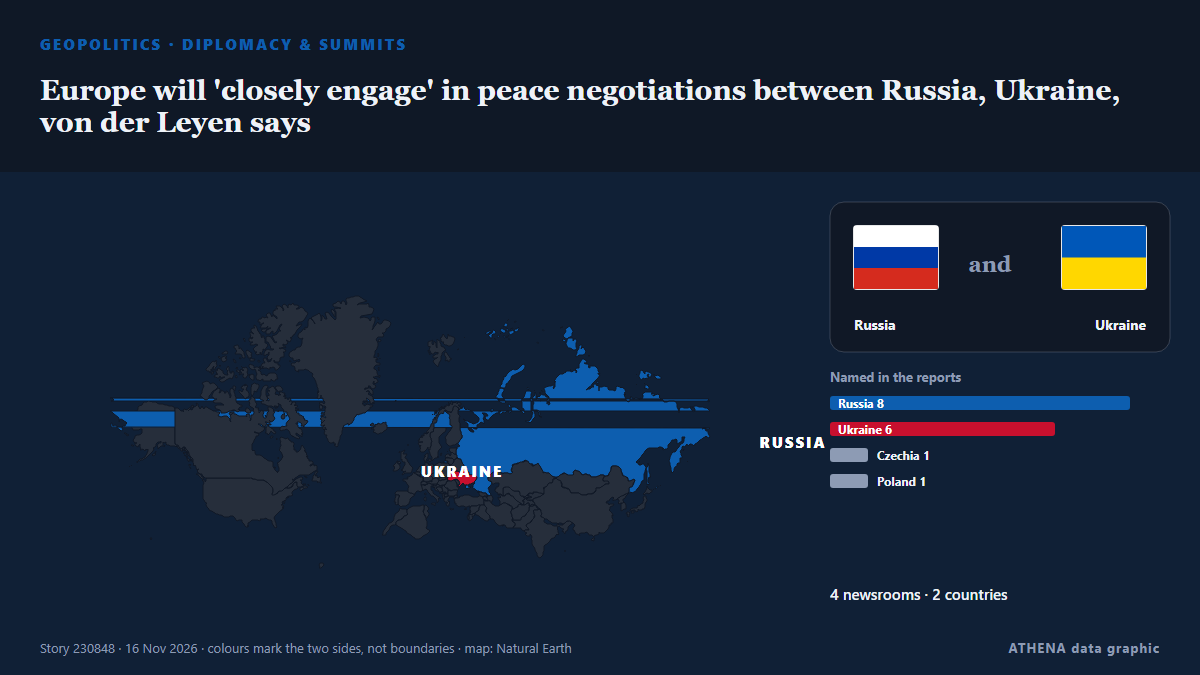 GEOPOLITICS · DIPLOMACY & SUMMITS
Europe will 'closely engage' in peace negotiations between Russia, Ukraine,
von der Leyen says
and
Russia
Ukraine
Named in the reports
Russia 8
Ukraine 6
Czechia 1
Poland 1
RUSSIA
UKRAINE
4 newsrooms · 2 countries
Story 230848 · 16 Nov 2026 · colours mark the two sides, not boundaries · map: Natural Earth
ATHENA data graphic